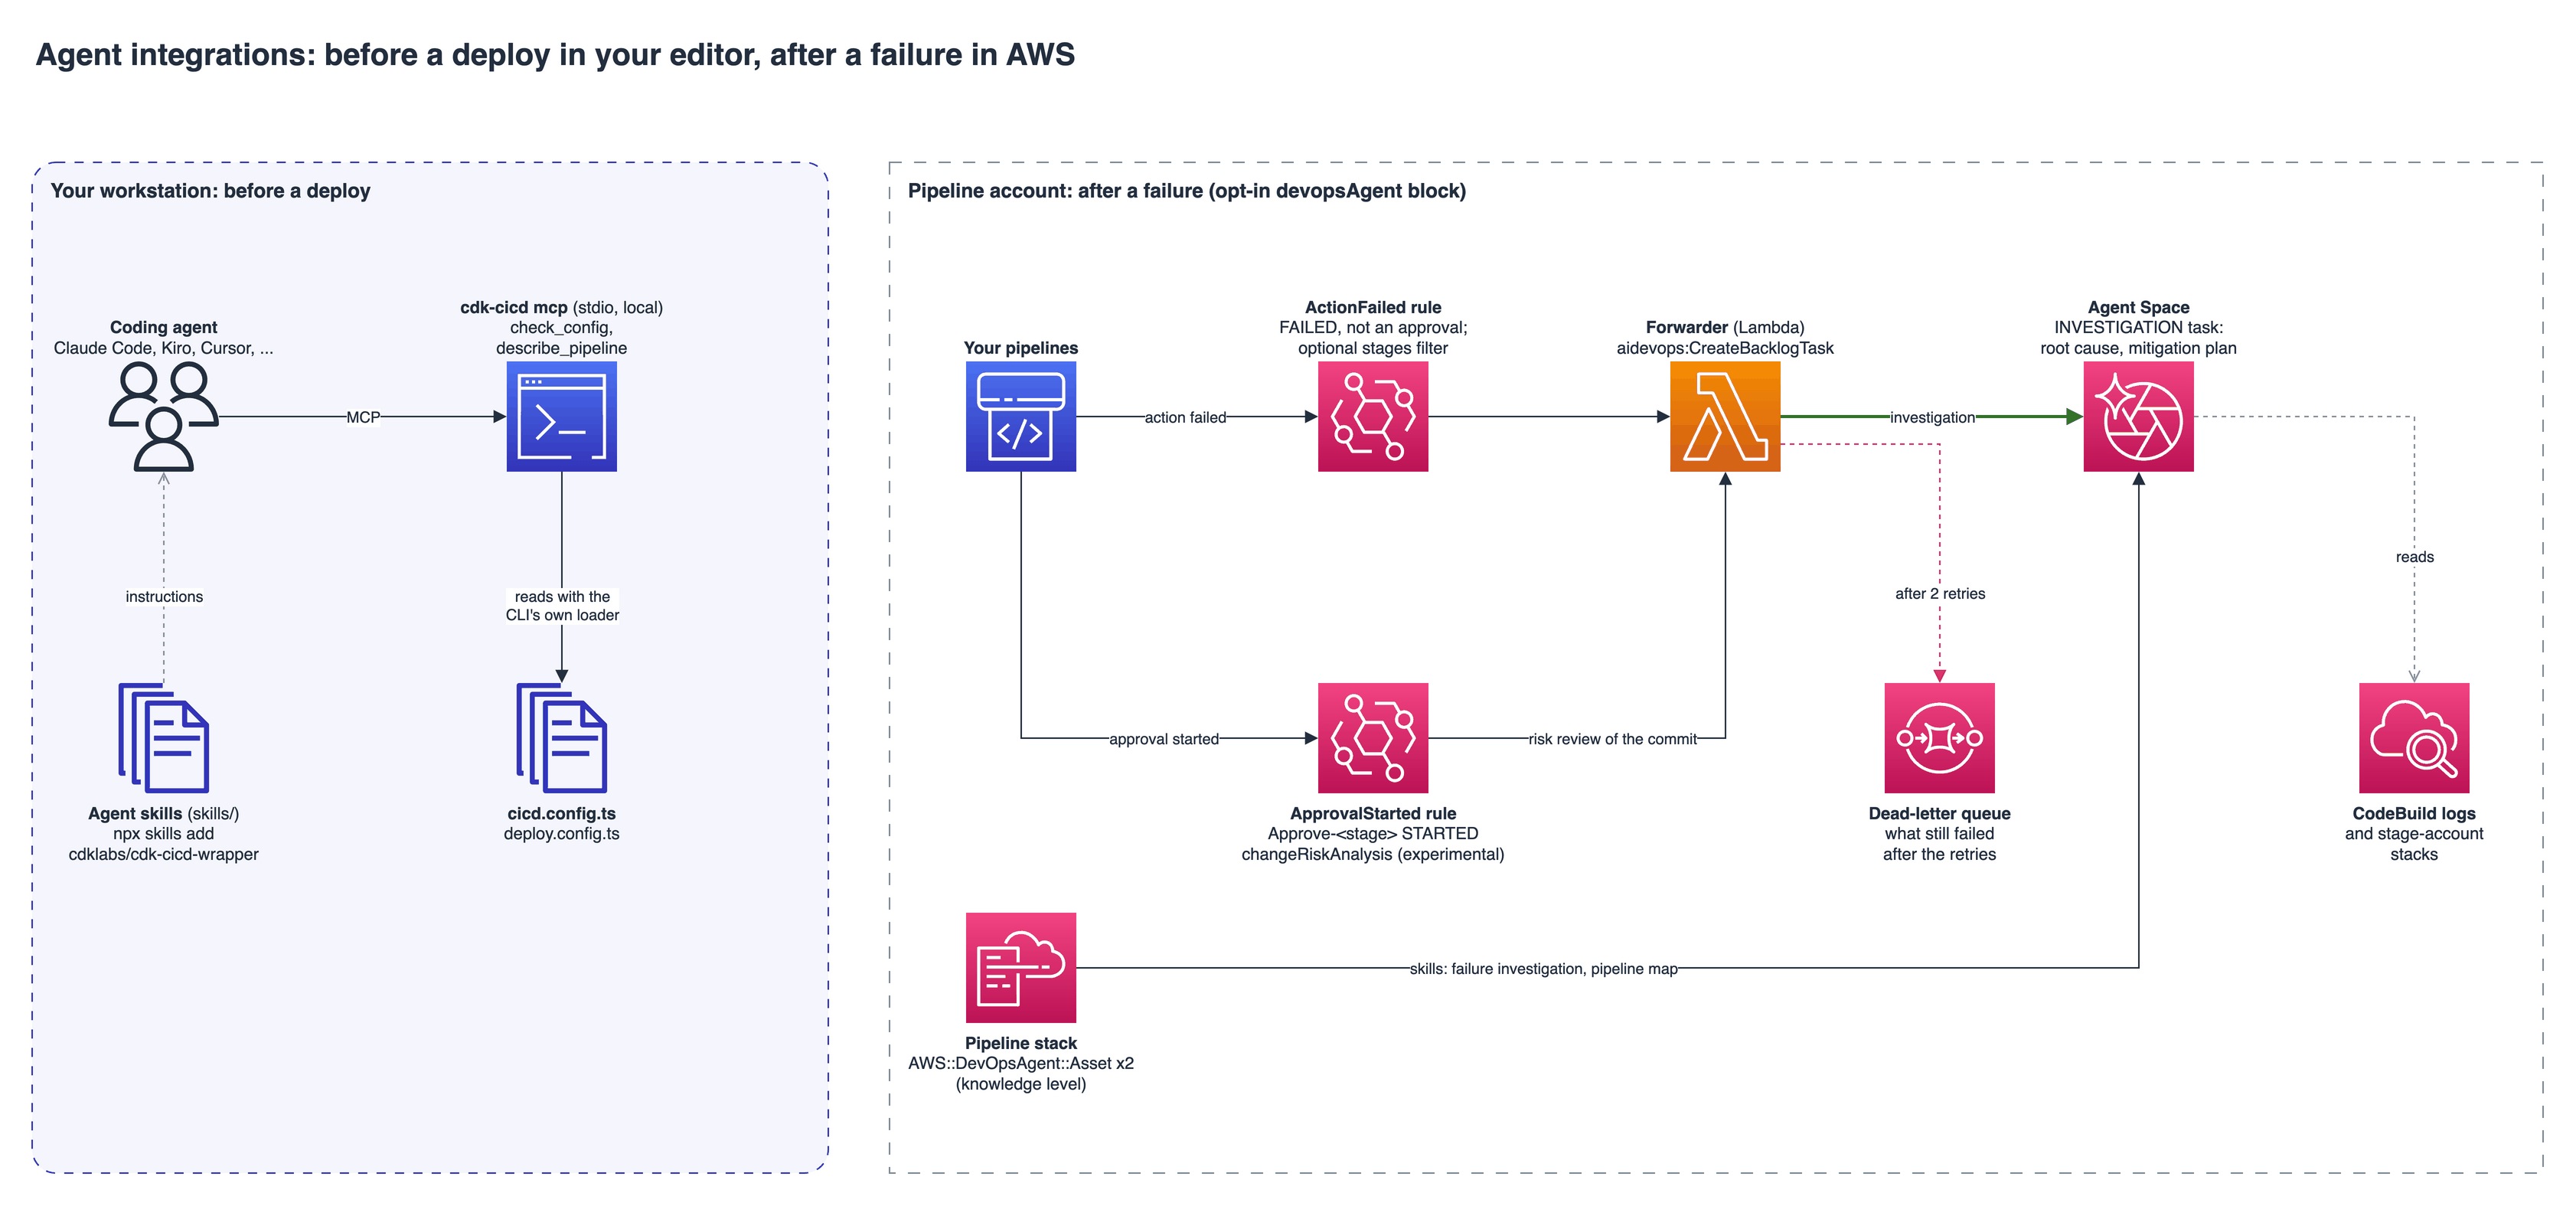 Agent integrations: before a deploy in your editor, after a failure in AWS
Your workstation: before a deploy
Coding agent
Claude Code, Kiro, Cursor, ...
cdk-cicd mcp (stdio, local)
check_config,
describe_pipeline
MCP
instructions
reads with the
CLI's own loader
Agent skills (skills/)
npx skills add
cdklabs/cdk-cicd-wrapper
cicd.config.ts
deploy.config.ts
Pipeline account: after a failure (opt-in devopsAgent block)
Your pipelines
action failed
ActionFailed rule
FAILED, not an approval;
optional stages filter
Forwarder (Lambda)
aidevops:CreateBacklogTask
investigation
Agent Space
INVESTIGATION task:
root cause, mitigation plan
reads
after 2 retries
approval started
risk review of the commit
ApprovalStarted rule
Approve-<stage> STARTED
changeRiskAnalysis (experimental)
Dead-letter queue
what still failed
after the retries
CodeBuild logs
and stage-account
stacks
skills: failure investigation, pipeline map
Pipeline stack
AWS::DevOpsAgent::Asset x2
(knowledge level)